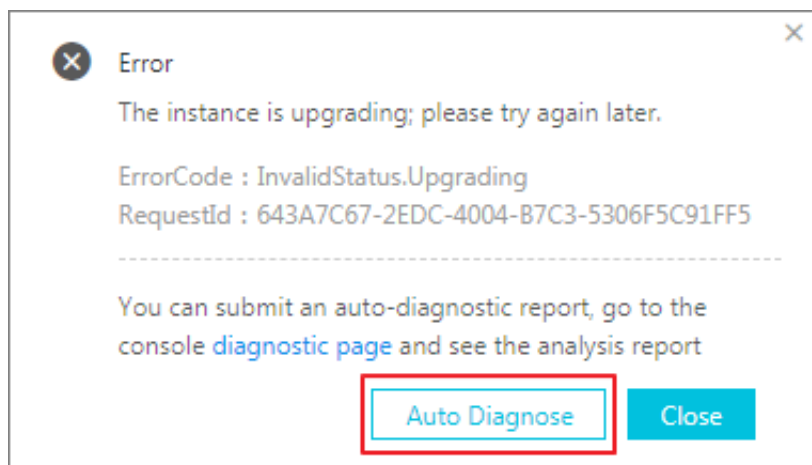 Error
The instance is upgrading; please try again later.
ErrorCode : InvalidStatus.Upgrading
RequestId : 643A7C67-2EDC-4004-B7C3-5306F5C91FF5
You can submit an auto-diagnostic report, go to the
console diagnostic page and see the analysis report
Auto Diagnose
Close